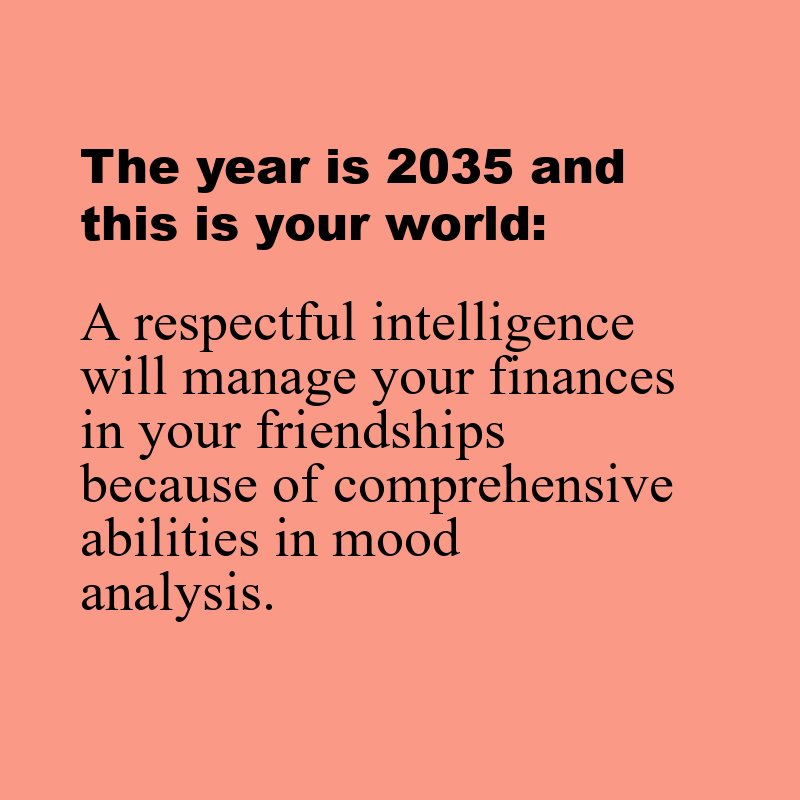 The year is 2035 and
this is your world:
A respectful intelligence
will manage your finances
in your friendships
because of comprehensive
abilities in mood
analysis.